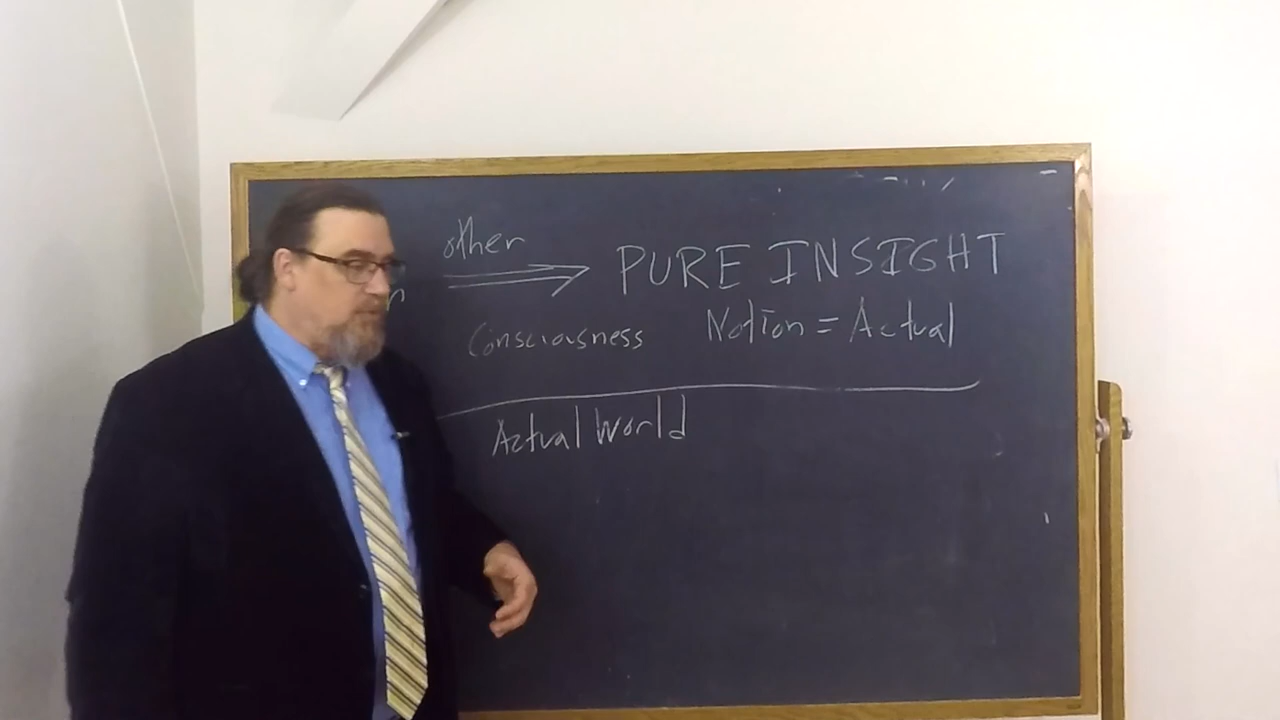 other
PURE INSIGHT
Consciousness Notion = Actual
Actual World